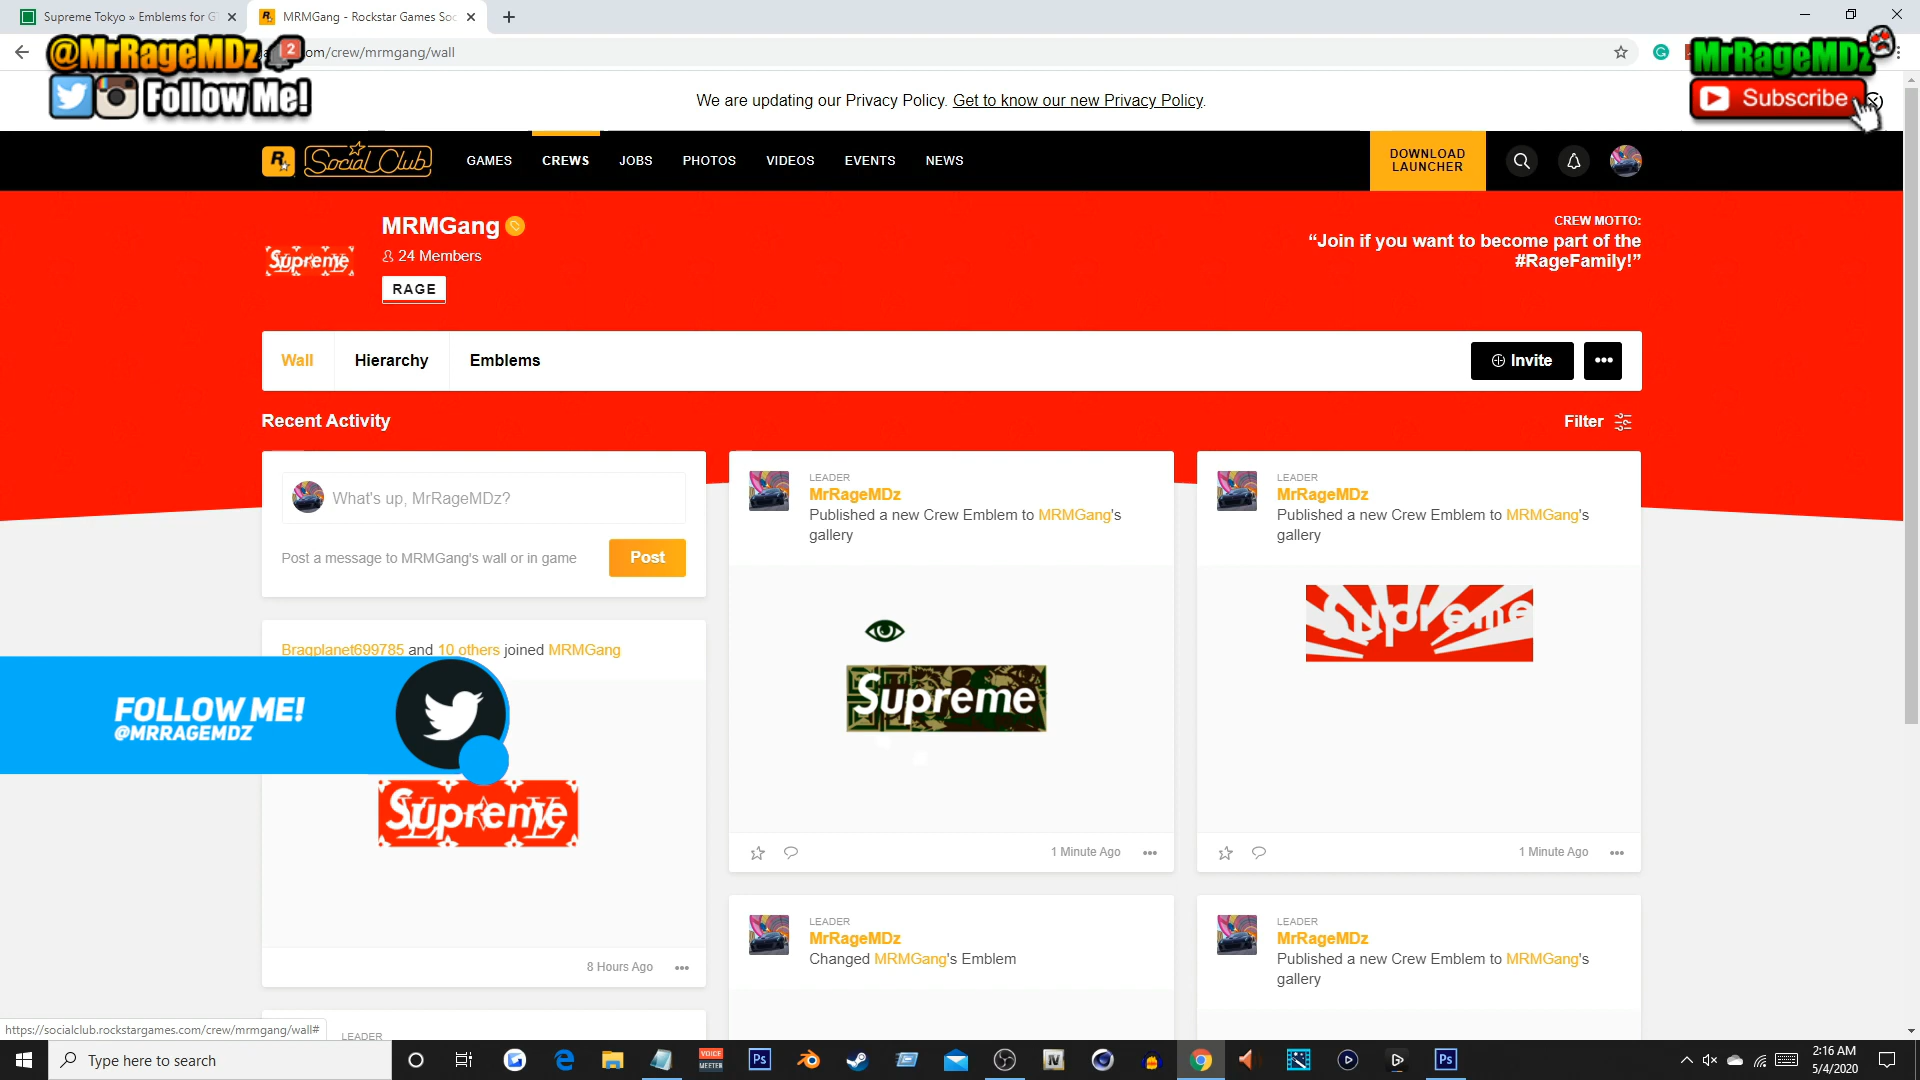 Supreme Tokyo » Emblems for GT
MRMGang - Rockstar Games Soc
@MrRageMDz
2
om/crew/mrmgang/wall
Follow Me!
MrRageMDz
Subscribe
We are updating our Privacy Policy. Get to know our new Privacy Policy.
R
Social Club
GAMES
CREWS
JOBS
PHOTOS
VIDEOS
EVENTS
NEWS
DOWNLOAD
LAUNCHER
MRMGang
24 Members
RAGE
Supreme
CREW MOTTO:
“Join if you want to become part of the
#RageFamily!”
Wall
Hierarchy
Emblems
Invite
Recent Activity
Filter
What's up, MrRageMDz?
Post a message to MRMGang's wall or in game
Post
Bragplanet699785 and 10 others joined MRMGang
FOLLOW ME!
@MRRAGEMDZ
Supreme
8 Hours Ago
LEADER
LEADER
MrRageMDz
Published a new Crew Emblem to MRMGang's
gallery
Supreme
1 Minute Ago
LEADER
MrRageMDz
Changed MRMGang's Emblem
LEADER
MrRageMDz
Published a new Crew Emblem to MRMGang's
gallery
Supreme
1 Minute Ago
LEADER
MrRageMDz
Published a new Crew Emblem to MRMGang's
gallery
https://socialclub.rockstargames.com/crew/mrmgang/wall#
Type here to search
VOICE
MEETER
Ps
IV
Ps
2:16 AM
5/4/2020